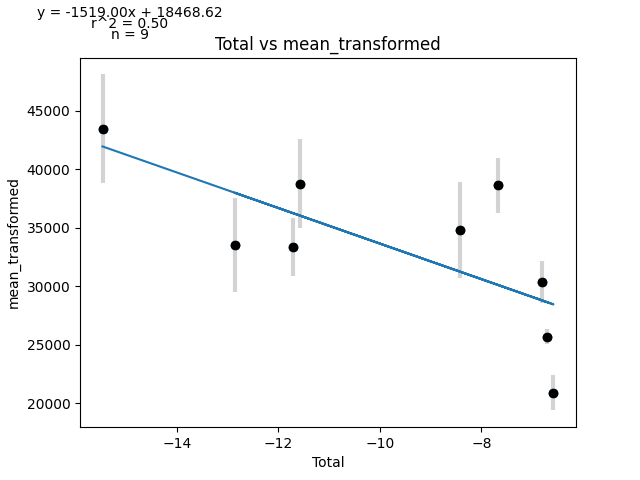 y = -1519.00x + 18468.62
r^2 = 0.50
n = 9
Total vs mean_transformed
45000
40000
35000
30000
25000
20000
mean_transformed
−14
−12
−10
−8
Total